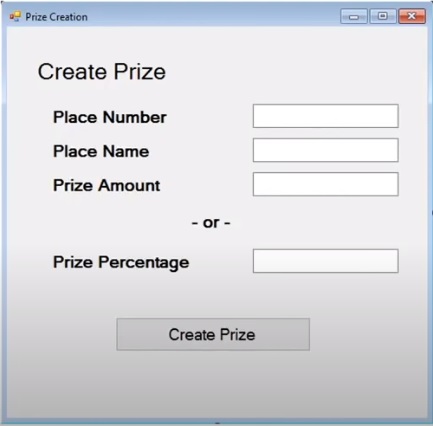 Prize Creation
Create Prize
Place Number
Place Name
Prize Amount
- or -
Prize Percentage
Create Prize